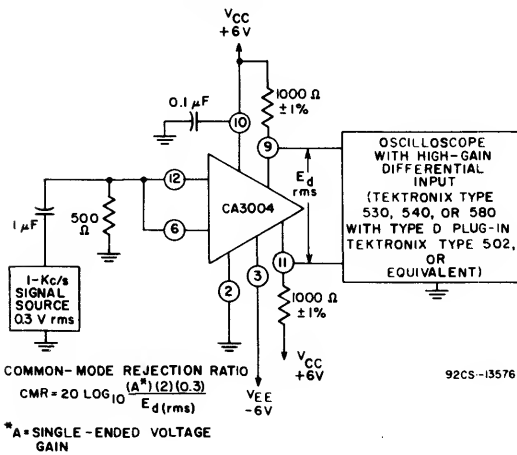 VCC
+6V
0.1 µF
1000 Ω
±1%
10
9
12
CA3004
Ed
rms
OSCILLOSCOPE
WITH HIGH-GAIN
DIFFERENTIAL
INPUT
(TEKTRONIX TYPE
530, 540, OR 580
WITH TYPE D PLUG-IN
TEKTRONIX TYPE 502,
OR
EQUIVALENT)
1 µF
500
Ω
6
2
3
11
1000 Ω
±1%
1-Kc/s
SIGNAL
SOURCE
0.3 V rms
VCC
+6V
VEE
-6V
92CS-13576
COMMON-MODE REJECTION RATIO
CMR = 20 LOG10 (A*)(2)(0.3)
Ed(rms)
*A = SINGLE-ENDED VOLTAGE
GAIN